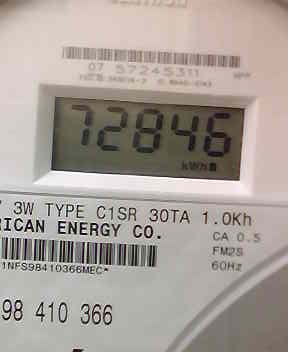 07 57245311
72846
kWh
3W TYPE C1SR 30TA 1.0Kh
RICAN ENERGY CO.
CA 0.5
FM2S
60Hz
1NFS98410366MEC*
98 410 366